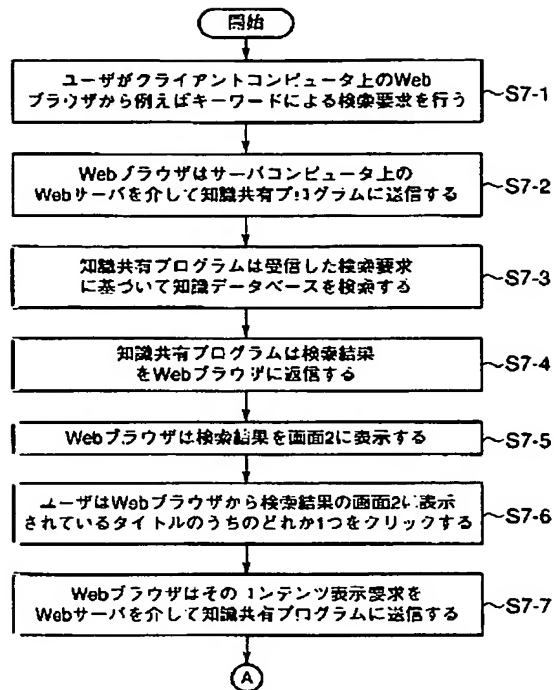 開始
ユーザがクライアントコンピュータ上のWeb
ブラウザから例えばキーワードによる検索要求を行う
S7-1
Webブラウザはサーバコンピュータ上の
Webサーバを介して知識共有プログラムに送信する
S7-2
知識共有プログラムは受信した検索要求
に基づいて知識データベースを検索する
S7-3
知識共有プログラムは検索結果
をWebブラウザに返信する
S7-4
Webブラウザは検索結果を画面2に表示する
S7-5
ユーザはWebブラウザから検索結果の画面2に表示
されているタイトルのうちのどれか1つをクリックする
S7-6
Webブラウザはそのコンテンツ表示要求を
Webサーバを介して知識共有プログラムに送信する
S7-7
A